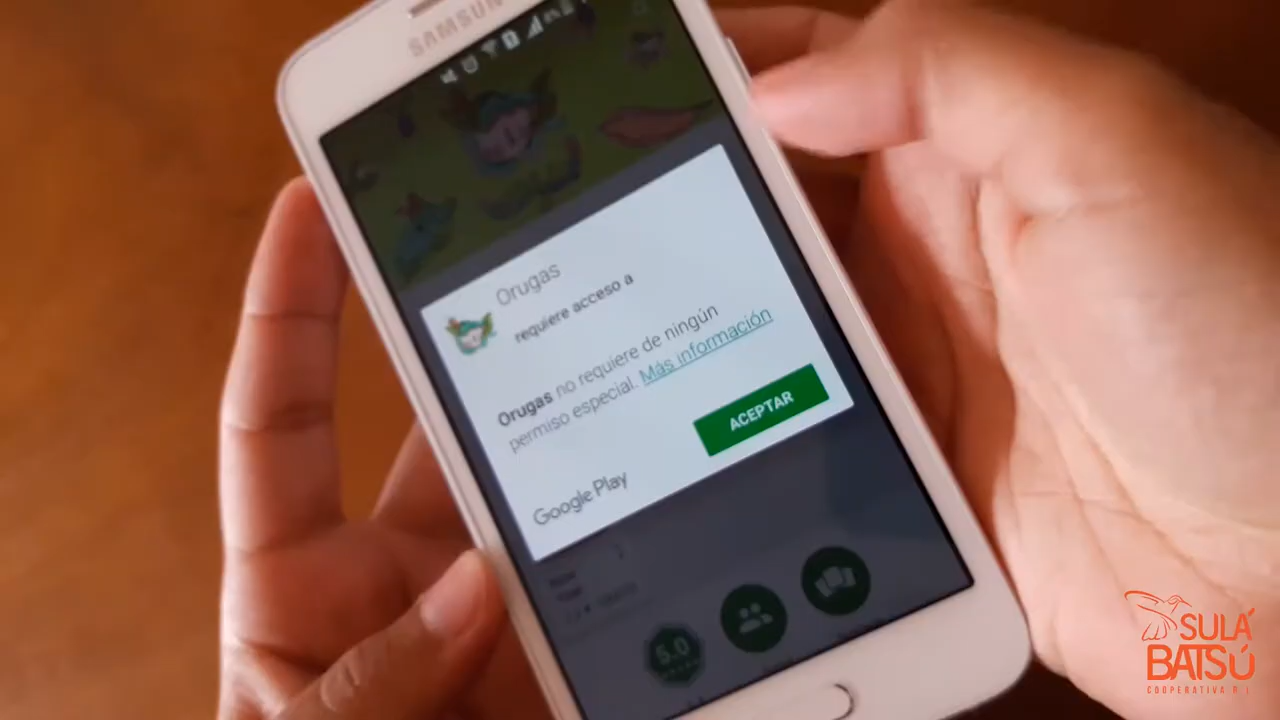 SAMSUNG
Orugas
requiere acceso a
Orugas no requiere de ningún
permiso especial. Más información
ACEPTAR
Google Play
5.0
SULÁ
BATSÚ
COOPERATIVA R.L.